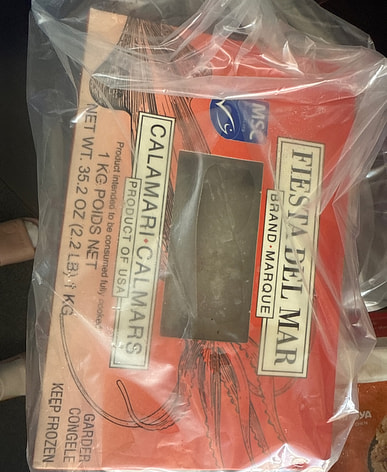 MSC
FIESTA DEL MAR
BRAND • MARQUE
CALAMARI • CALMARS
PRODUCT OF USA
Product intended to be consumed fully cooked
1 KG POIDS NET
NET WT. 35.2 OZ (2.2 LB) 1 KG
GARDER
CONGELÉ
KEEP FROZEN